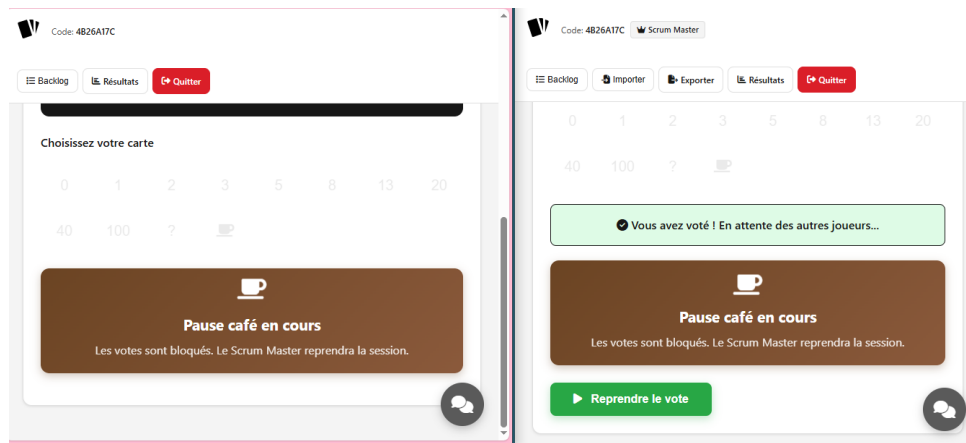 Code: 4B26A17C
Backlog Résultats Quitter
Choisissez votre carte
0 1 2 3 5 8 13 20
40 100 ?
Pause café en cours
Les votes sont bloqués. Le Scrum Master reprendra la session.
Code: 4B26A17C Scrum Master
Backlog Importer Exporter Résultats Quitter
0 1 2 3 5 8 13 20
40 100 ?
Vous avez voté ! En attente des autres joueurs...
Pause café en cours
Les votes sont bloqués. Le Scrum Master reprendra la session.
Reprendre le vote